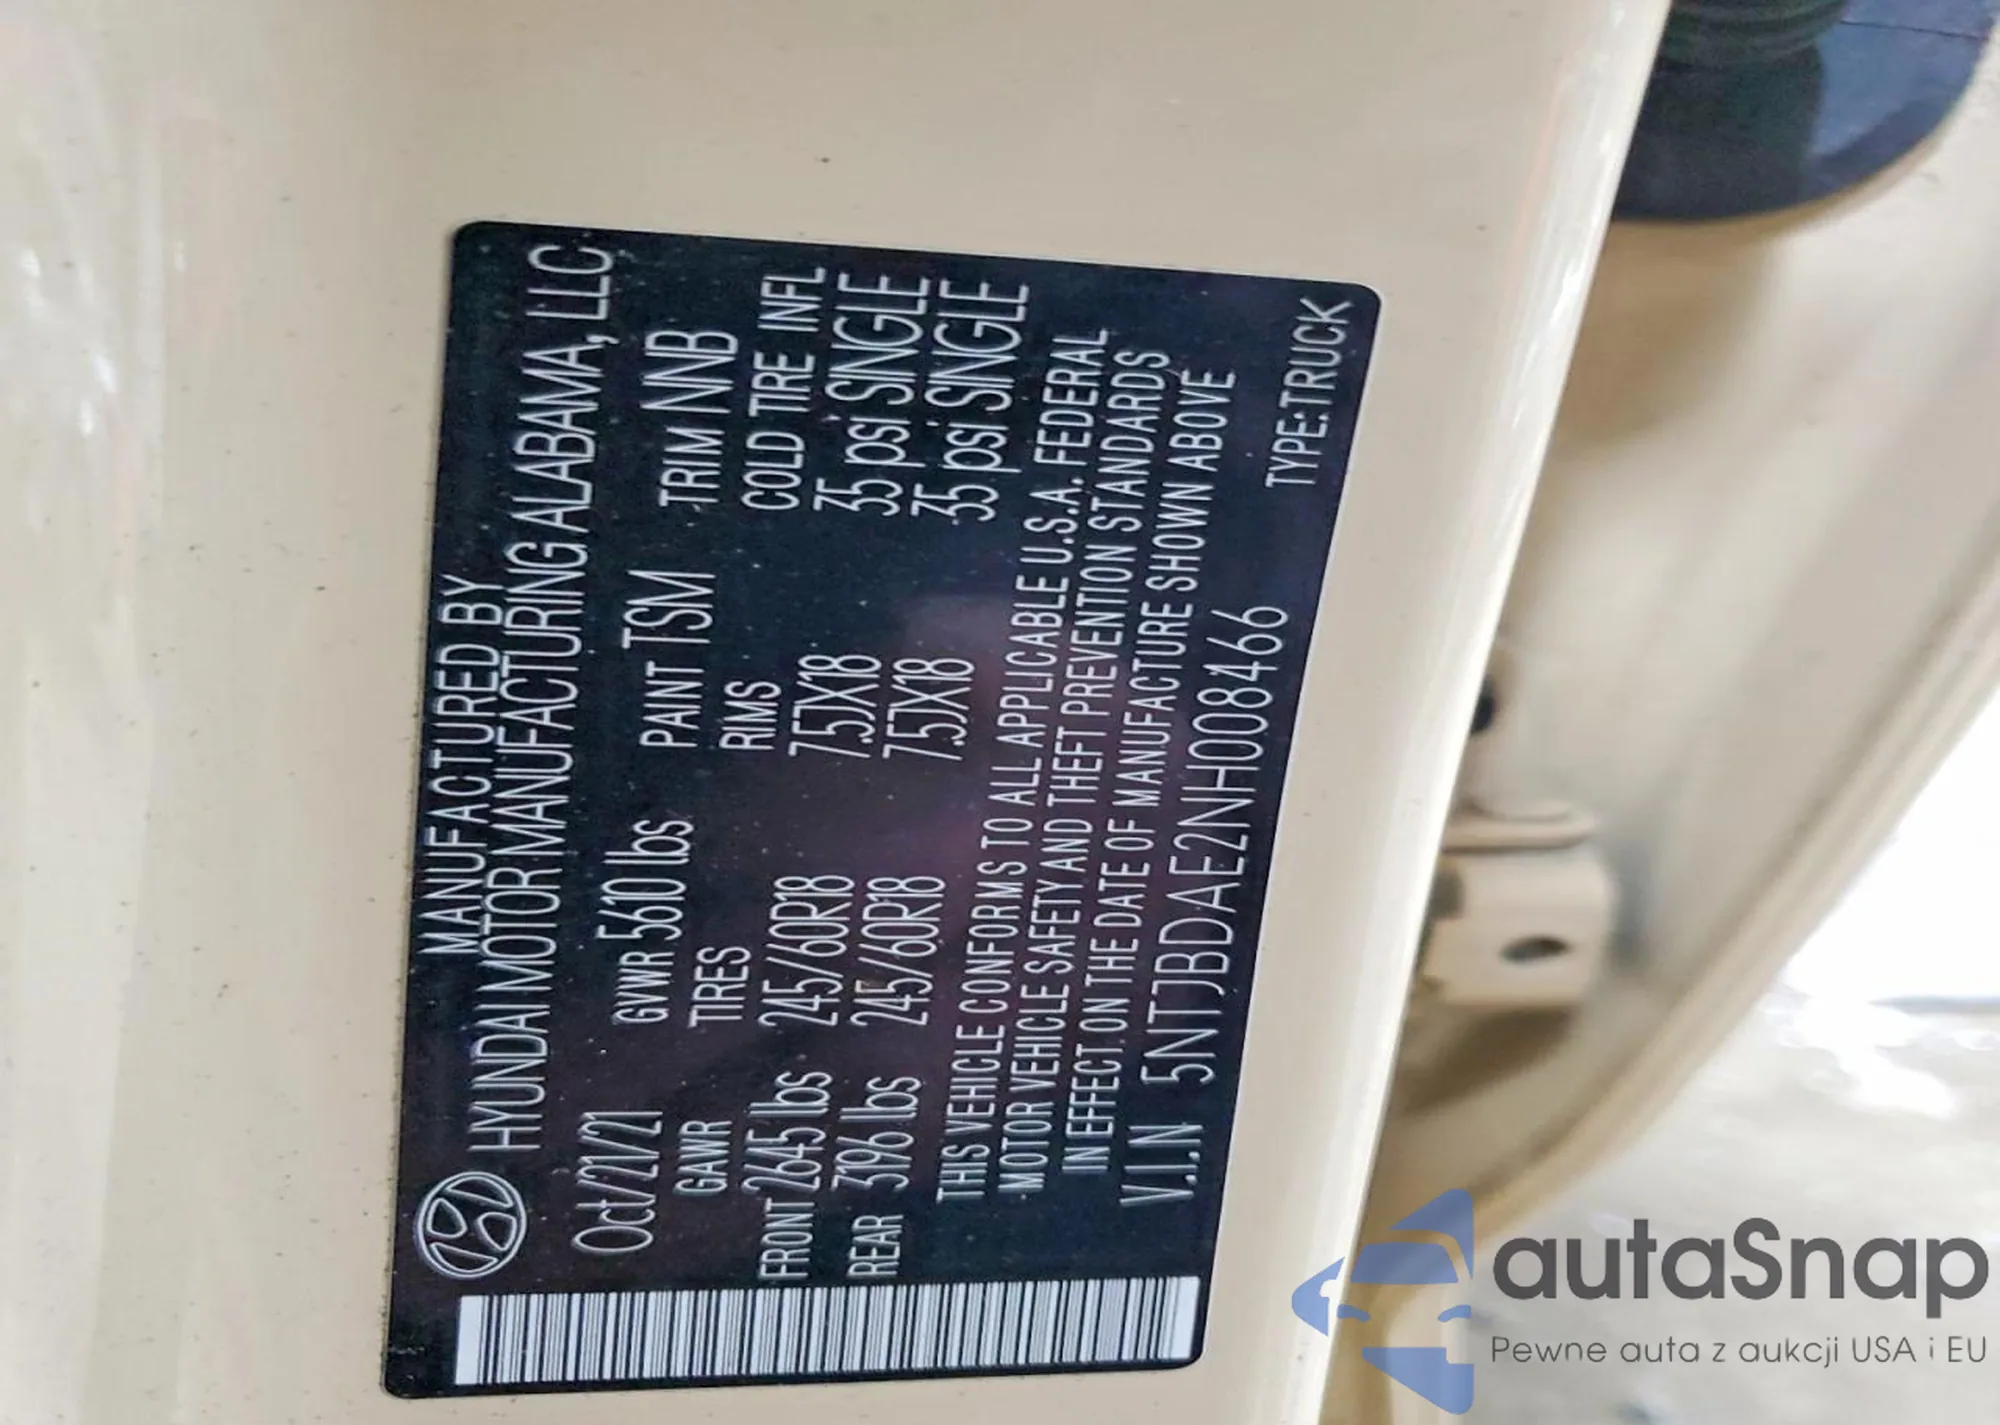 MANUFACTURED BY
HYUNDAI MOTOR MANUFACTURING ALABAMA, LLC
Oct/21/21 GVWR 5610 lbs PAINT TSM TRIM NNB
GAWR TIRES RIMS COLD TIRE INFL
FRONT 2645 lbs 245/60R18 7.5JX18 35 psi SINGLE
REAR 3196 lbs 245/60R18 7.5JX18 35 psi SINGLE
THIS VEHICLE CONFORMS TO ALL APPLICABLE U.S.A. FEDERAL
MOTOR VEHICLE SAFETY AND THEFT PREVENTION STANDARDS
IN EFFECT ON THE DATE OF MANUFACTURE SHOWN ABOVE
V.I.N 5NTJBDAE2NH008466
TYPE:TRUCK
autaSnap
Pewne auta z aukcji USA i EU